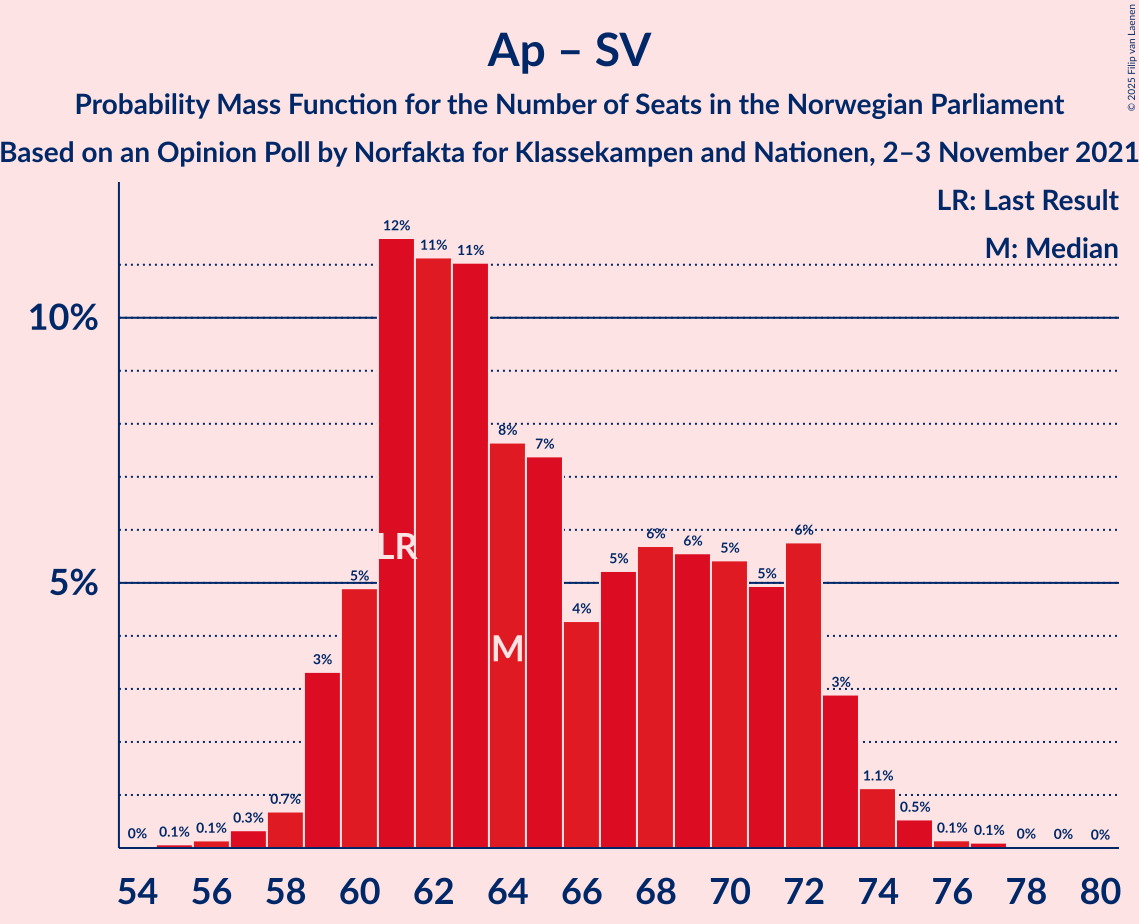 Ap – SV
Probability Mass Function for the Number of Seats in the Norwegian Parliament
Based on an Opinion Poll by Norfakta for Klassekampen and Nationen, 2–3 November 2021
© 2025 Filip van Laenen
LR: Last Result
M: Median
12%
11%
11%
10%
8%
7%
6%
6%
6%
5%
5%
5%
LR
5%
5%
4%
M
3%
3%
1.1%
0.7%
0.5%
0.3%
0% 0.1% 0.1% 0.1% 0.1% 0% 0% 0%
54 56 58 60 62 64 66 68 70 72 74 76 78 80